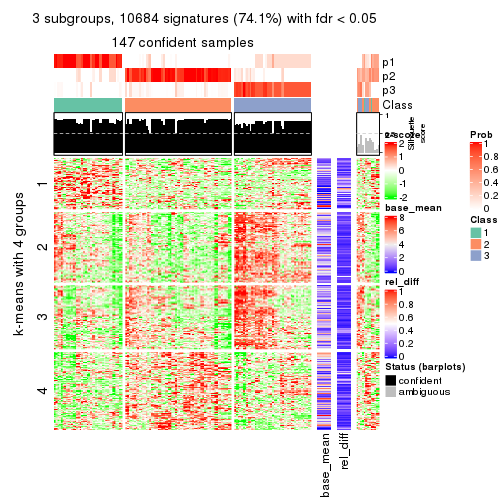 3 subgroups, 10684 signatures (74.1%) with fdr < 0.05
147 confident samples
p1
p2
p3
Class
1
0
Silhouette
score
z-score
2
1
0
-1
-2
base_mean
8
6
4
2
0
rel_diff
1
0.8
0.6
0.4
0.2
0
Status (barplots)
confident
ambiguous
Prob
1
0.8
0.6
0.4
0.2
0
Class
1
2
3
k-means with 4 groups
1
2
3
4
base_mean
rel_diff